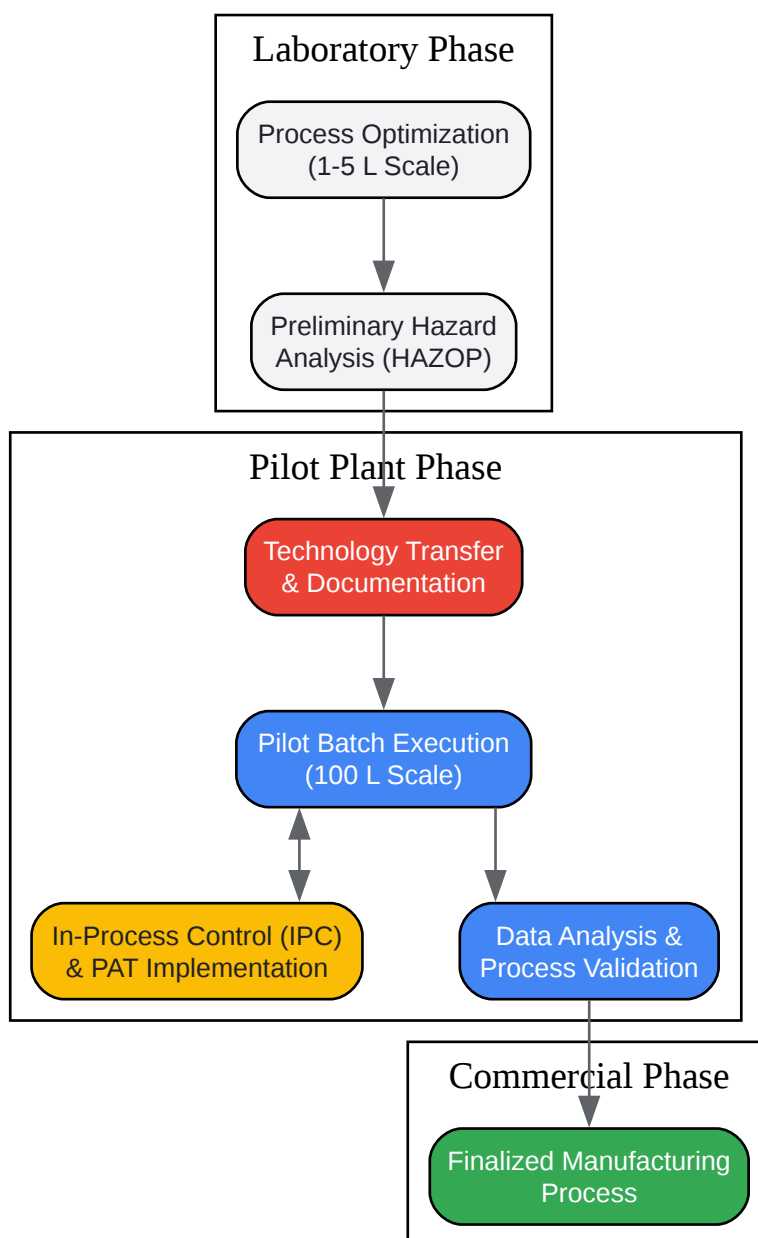 Laboratory Phase
Process Optimization
(1-5 L Scale)
Preliminary Hazard
Analysis (HAZOP)
Pilot Plant Phase
Technology Transfer
& Documentation
Pilot Batch Execution
(100 L Scale)
In-Process Control (IPC)
& PAT Implementation
Data Analysis &
Process Validation
Commercial Phase
Finalized Manufacturing
Process